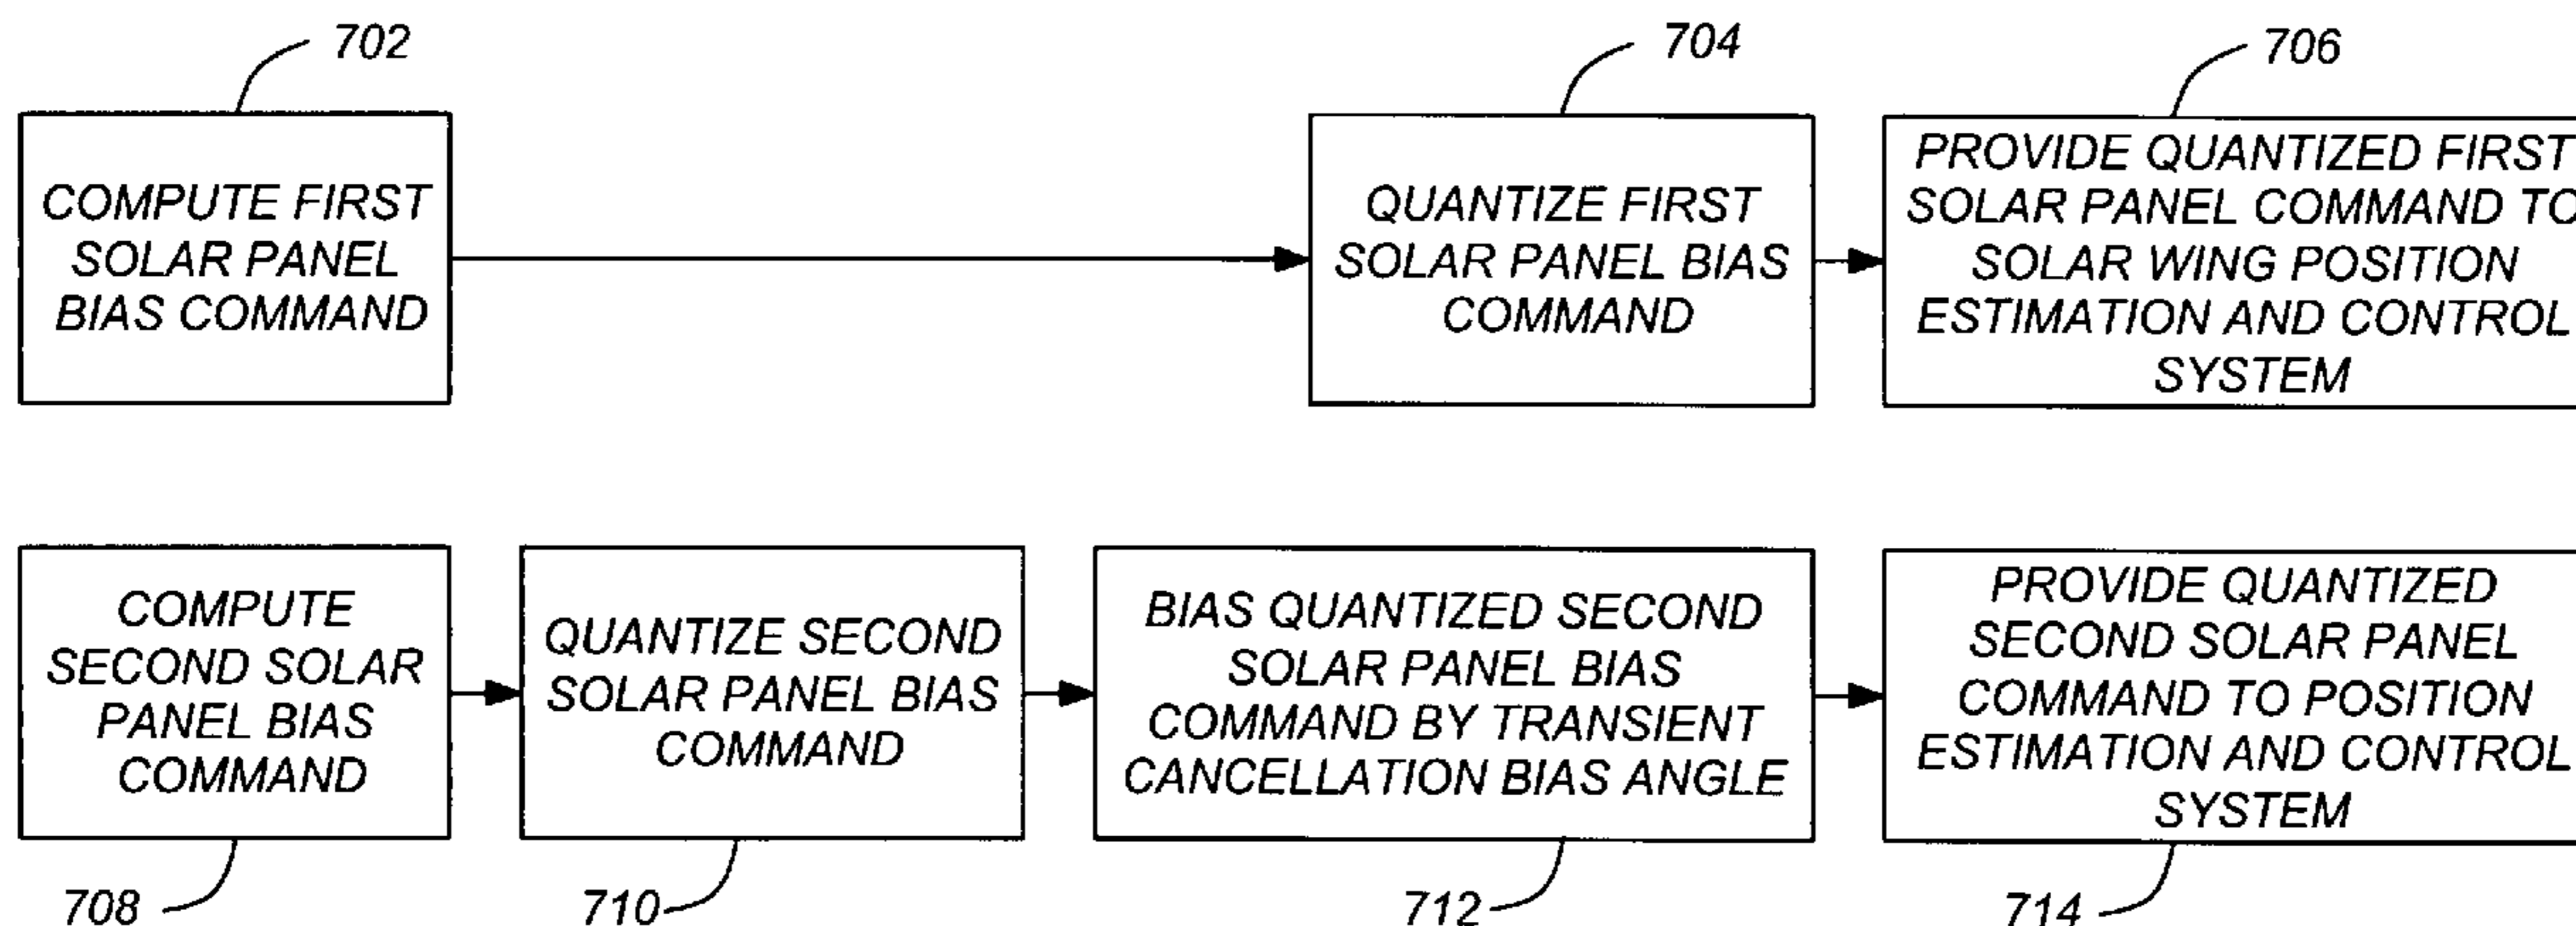 702
704
706
COMPUTE FIRST
SOLAR PANEL
BIAS COMMAND
QUANTIZE FIRST
SOLAR PANEL BIAS
COMMAND
PROVIDE QUANTIZED FIRST
SOLAR PANEL COMMAND TO
SOLAR WING POSITION
ESTIMATION AND CONTROL
SYSTEM
COMPUTE
SECOND SOLAR
PANEL BIAS
COMMAND
QUANTIZE SECOND
SOLAR PANEL BIAS
COMMAND
BIAS QUANTIZED SECOND
SOLAR PANEL BIAS
COMMAND BY TRANSIENT
CANCELLATION BIAS ANGLE
PROVIDE QUANTIZED
SECOND SOLAR PANEL
COMMAND TO POSITION
ESTIMATION AND CONTROL
SYSTEM
708
710
712
714